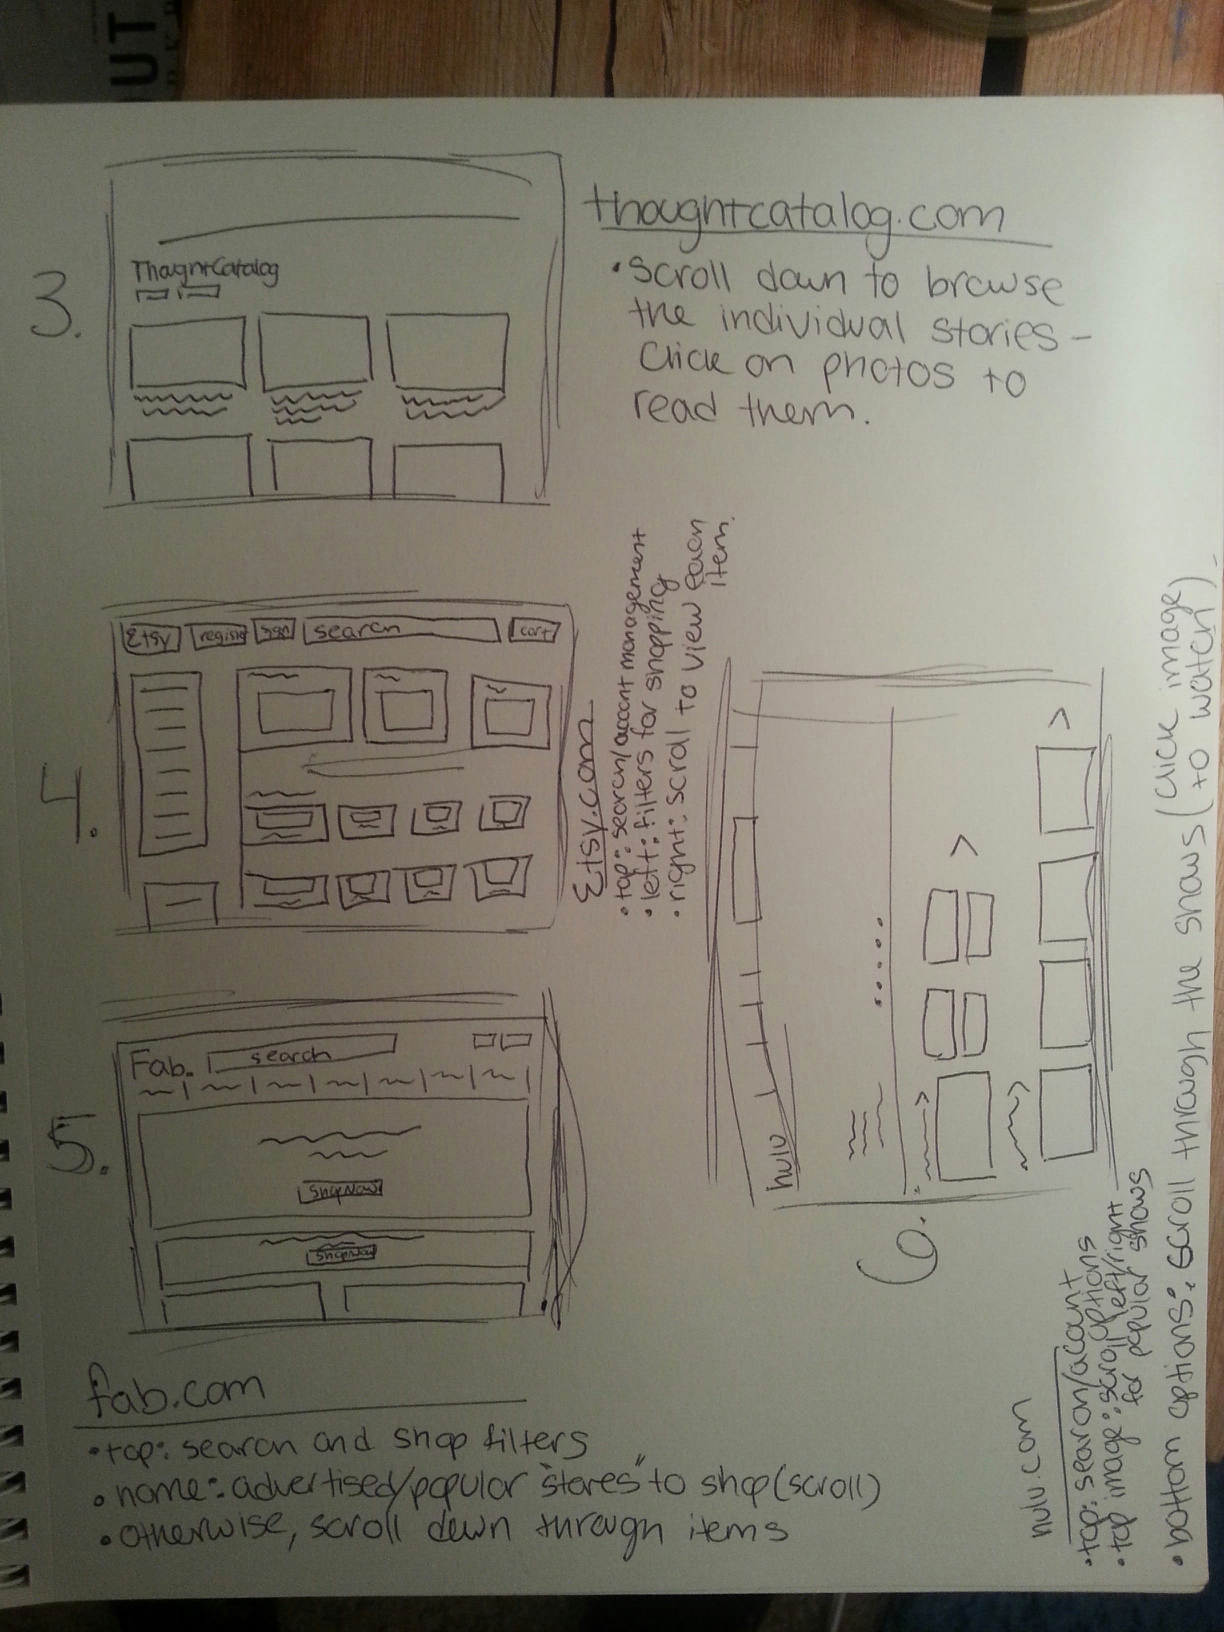 UT
3.
ThoughtCatalog
thoughtcatalog.com
•scroll down to browse
the individual stories-
Click on photos to
read them.
4.
Etsy
register
sign
search
cart
Etsy.com
•top: search/account management
•left: filters for shopping
•right: scroll to view each
item.
5.
Fab.
search
Shop Now
Shop Now
fab.com
•top: search and shop filters
•home: advertised/popular "stores" to shop(scroll)
•otherwise, scroll down through items
6.
hulu
hulu.com
•top: search/account
•top image: scroll left/right
for popular shows
•bottom options: scroll through the shows (click image
to watch)